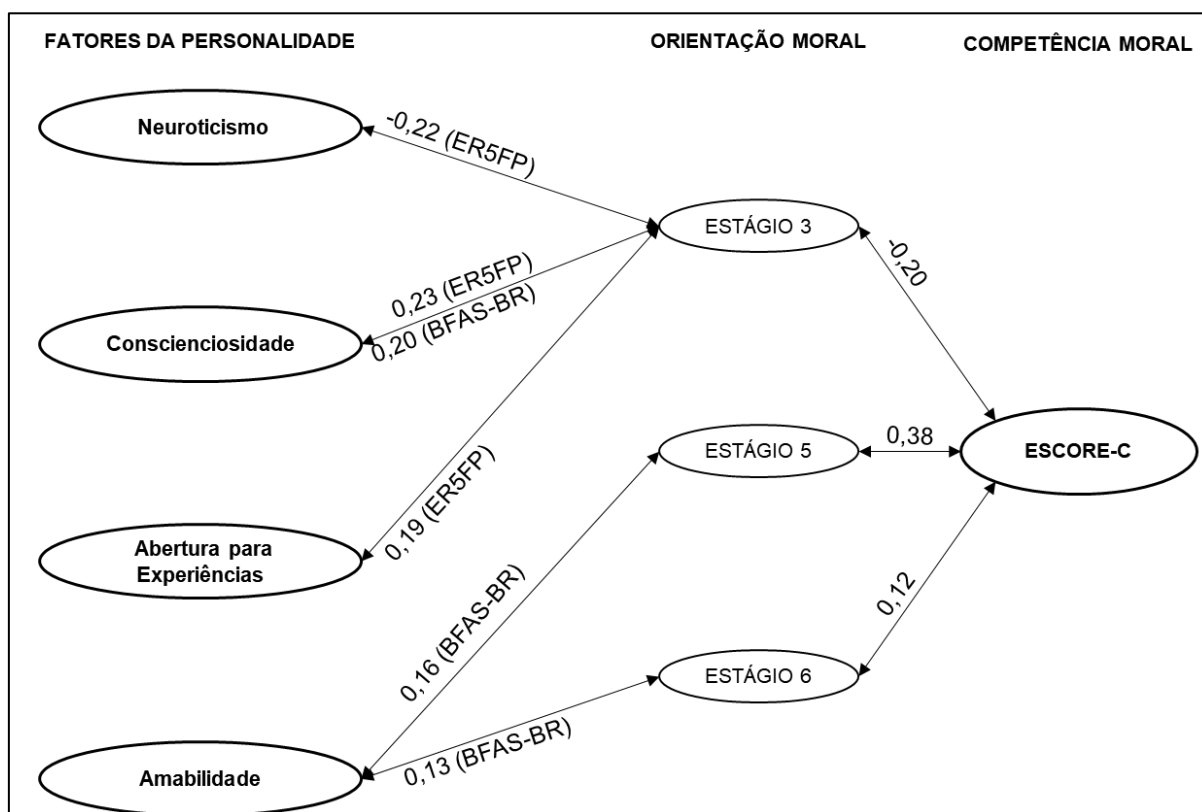 FATORES DA PERSONALIDADE
ORIENTAÇÃO MORAL
COMPETÊNCIA MORAL
Neuroticismo
-0,22 (ER5FP)
ESTÁGIO 3
-0,20
0,23 (ER5FP)
0,20 (BFAS-BR)
Conscienciosidade
0,19 (ER5FP)
ESTÁGIO 5
0,38
ESCORE-C
Abertura para
Experiências
0,16 (BFAS-BR)
ESTÁGIO 6
0,12
0,13 (BFAS-BR)
Amabilidade